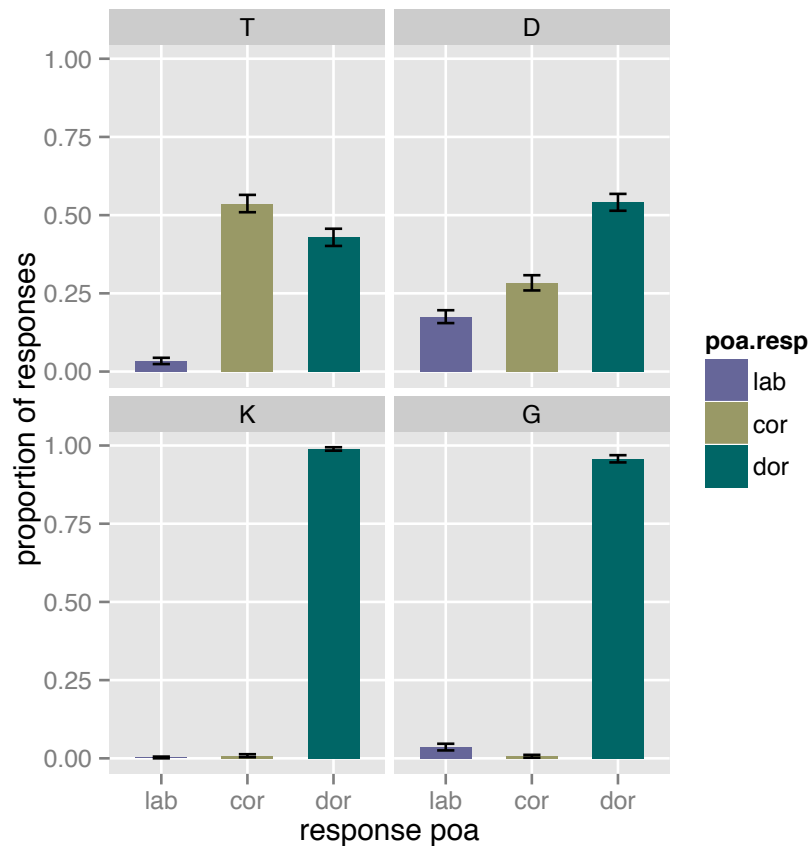 T
D
1.00
0.75
0.50
0.25
0.00
K
G
1.00
0.75
0.50
0.25
0.00
lab cor dor
lab cor dor
response poa
proportion of responses
poa.resp
lab
cor
dor